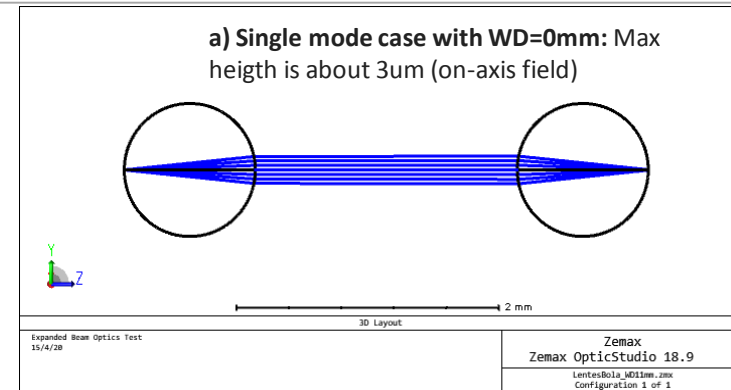 a) Single mode case with WD=0mm: Max
heigth is about 3um (on-axis field)
Y
Z
2 mm
3D Layout
Expanded Beam Optics Test
15/4/20
Zemax
Zemax OpticStudio 18.9
LentesBola_WD11mm.zmx
Configuration 1 of 1